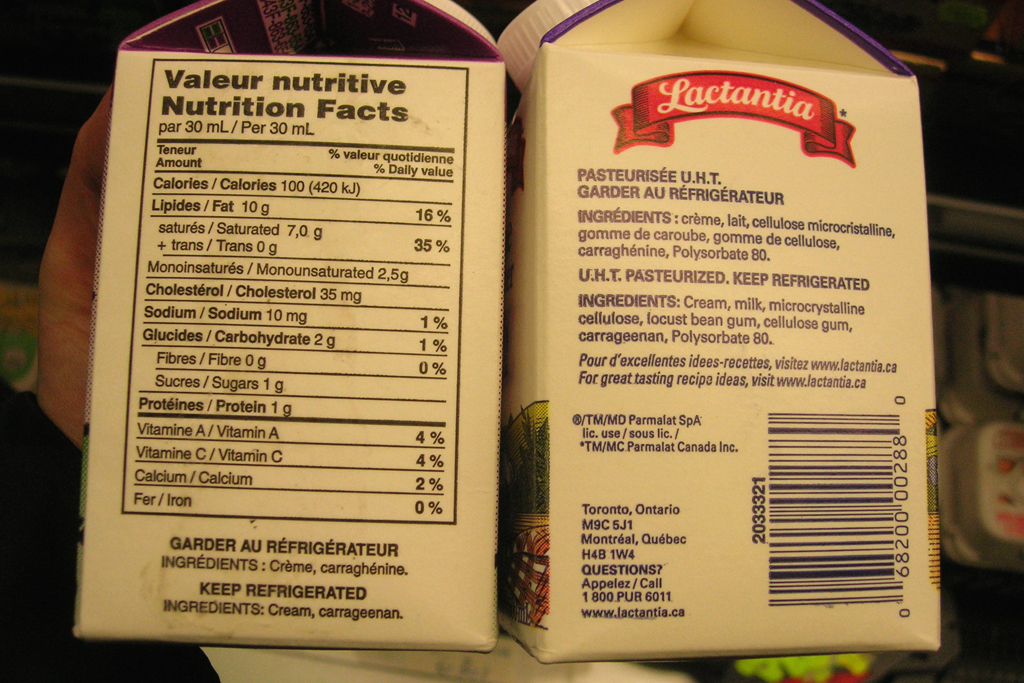 Valeur nutritive
Nutrition Facts
par 30 mL / Per 30 mL
Teneur
Amount
% valeur quotidienne
% Daily value
Calories / Calories 100 (420 kJ)
Lipides / Fat 10 g 16 %
saturés / Saturated 7,0 g
+ trans / Trans 0 g 35 %
Monoinsaturés / Monounsaturated 2,5g
Cholestérol / Cholesterol 35 mg
Sodium / Sodium 10 mg 1 %
Glucides / Carbohydrate 2 g 1 %
Fibres / Fibre 0 g 0 %
Sucres / Sugars 1 g
Protéines / Protein 1 g
Vitamine A / Vitamin A 4 %
Vitamine C / Vitamin C 4 %
Calcium / Calcium 2 %
Fer / Iron 0 %
GARDER AU RÉFRIGÉRATEUR
INGRÉDIENTS : Crème, carraghénine.
KEEP REFRIGERATED
INGREDIENTS: Cream, carrageenan.
Lactantia*
PASTEURISÉE U.H.T.
GARDER AU RÉFRIGÉRATEUR
INGRÉDIENTS : crème, lait, cellulose microcristalline,
gomme de caroube, gomme de cellulose,
carraghénine, Polysorbate 80.
U.H.T. PASTEURIZED. KEEP REFRIGERATED
INGREDIENTS: Cream, milk, microcrystalline
cellulose, locust bean gum, cellulose gum,
carrageenan, Polysorbate 80.
Pour d'excellentes idees-recettes, visitez www.lactantia.ca
For great tasting recipe ideas, visit www.lactantia.ca
®/TM/MD Parmalat SpA
lic. use / sous lic. /
*TM/MC Parmalat Canada Inc.
Toronto, Ontario
M9C 5J1
Montréal, Québec
H4B 1W4
QUESTIONS?
Appelez / Call
1 800 PUR 6011
www.lactantia.ca
2033321
0 68200 00288 0